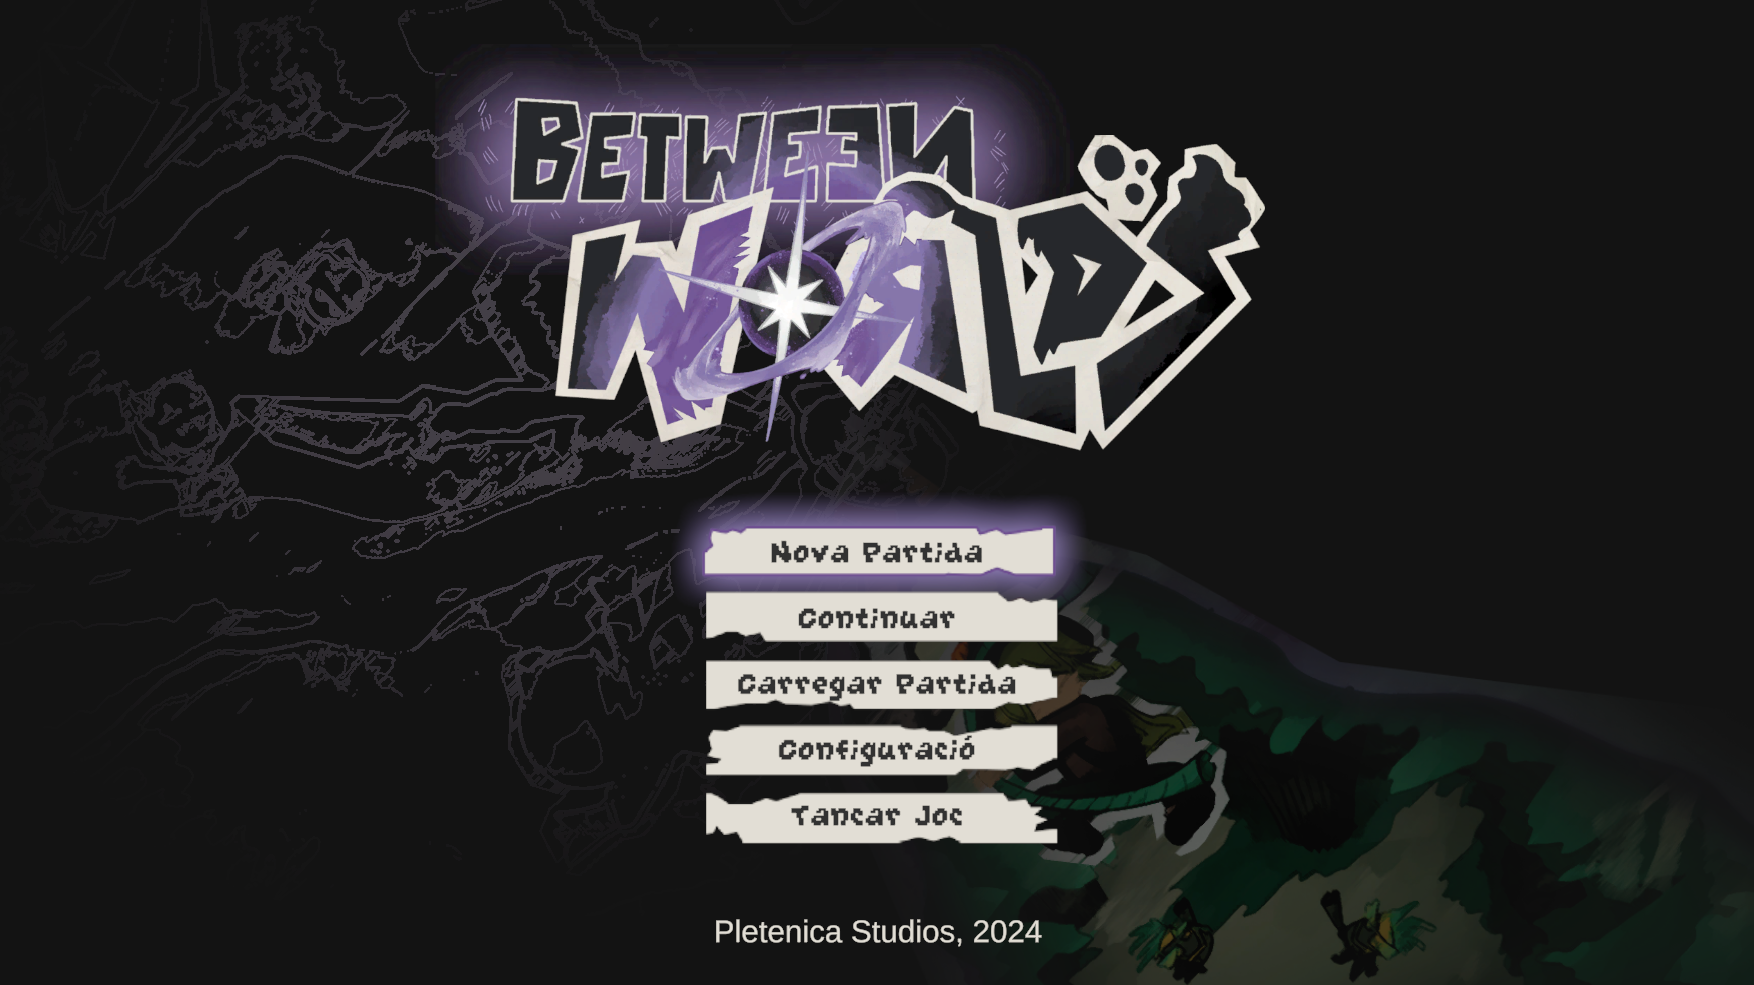 BETWEEN
WORLDS
Nova Partida
Continuar
Carregar Partida
Configuració
Tancar Joc
Pletenica Studios, 2024